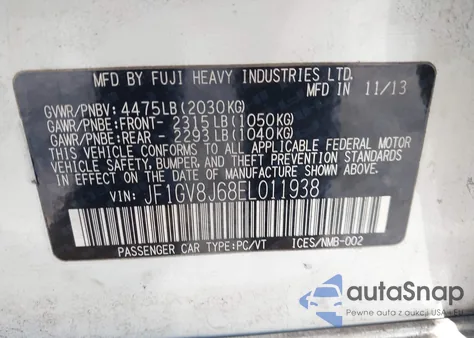 MFD BY FUJI HEAVY INDUSTRIES LTD.
MFD IN 11/13
GVWR/PNBV: 4475LB(2030KG)
GAWR/PNBE:FRONT- 2315LB(1050KG)
GAWR/PNBE:REAR - 2293LB(1040KG)
THIS VEHICLE CONFORMS TO ALL APPLICABLE FEDERAL MOTOR
VEHICLE SAFETY, BUMPER, AND THEFT PREVENTION STANDARDS
IN EFFECT ON THE DATE OF MANUFACTURE SHOWN ABOVE.
VIN: JF1GV8J68EL011938
PASSENGER CAR TYPE:PC/VT ICES/NMB-002
autoSnap
Pewne auta z aukcji USA i EU